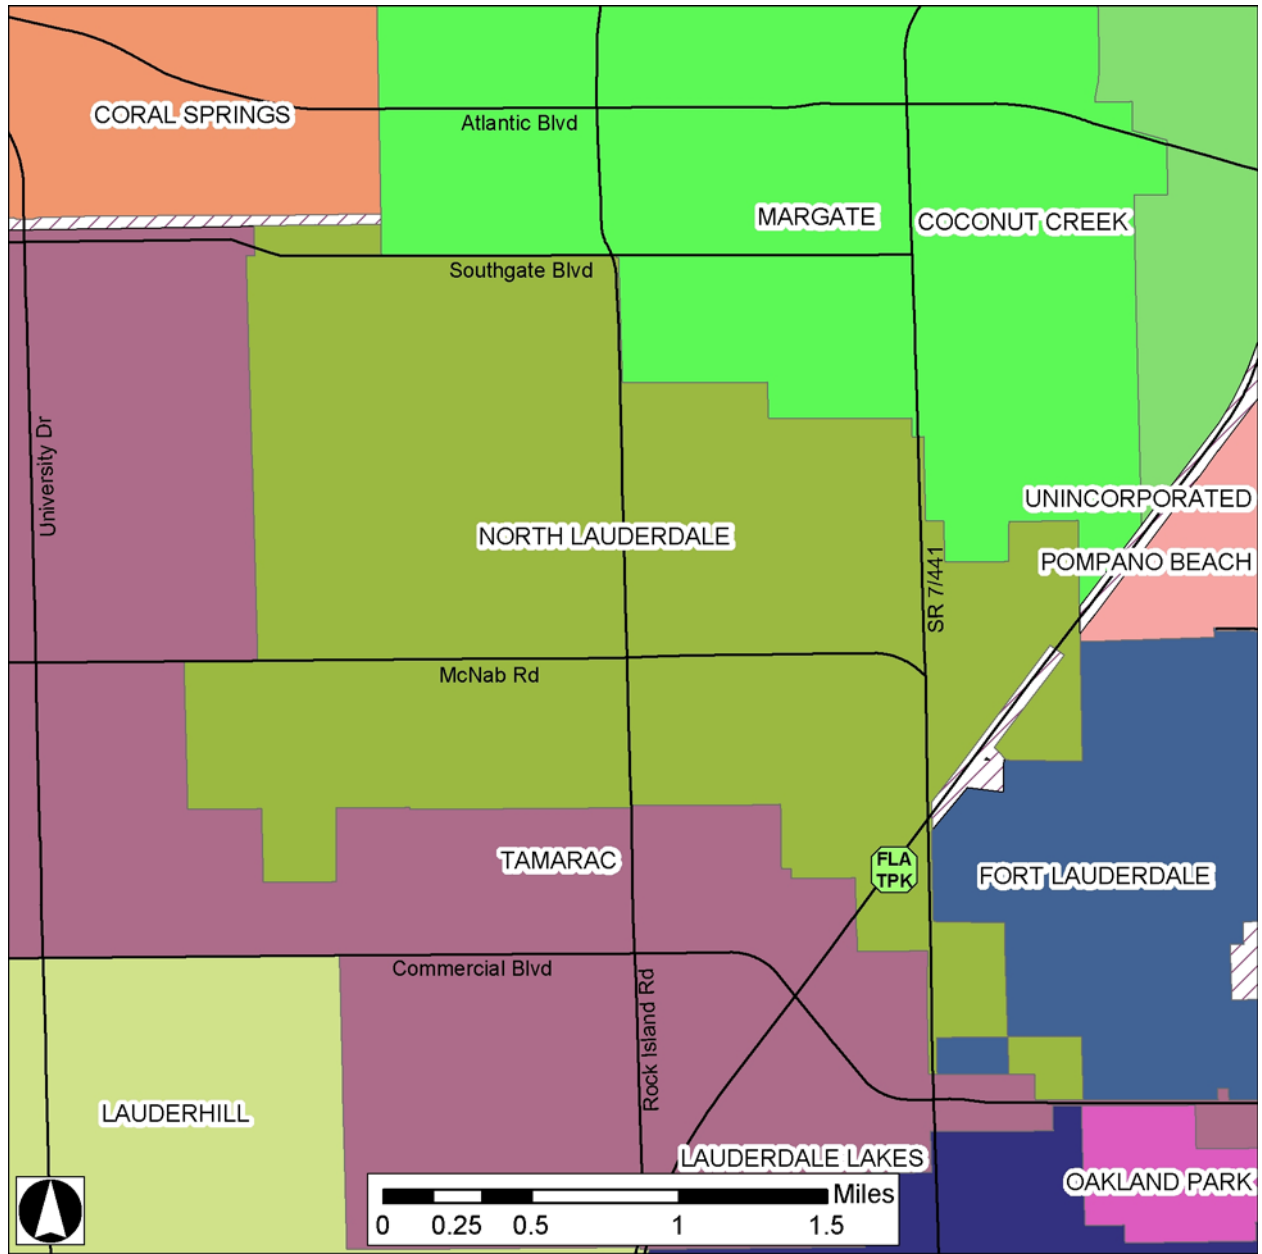 CORAL SPRINGS
Atlantic Blvd
MARGATE
COCONUT CREEK
Southgate Blvd
University Dr
UNINCORPORATED
NORTH LAUDERDALE
POMPANO BEACH
SR 7/441
McNab Rd
TAMARAC
FLA
TPK
FORT LAUDERDALE
Commercial Blvd
Rock Island Rd
LAUDERHILL
LAUDERDALE LAKES
OAKLAND PARK
Miles
0 0.25 0.5 1 1.5